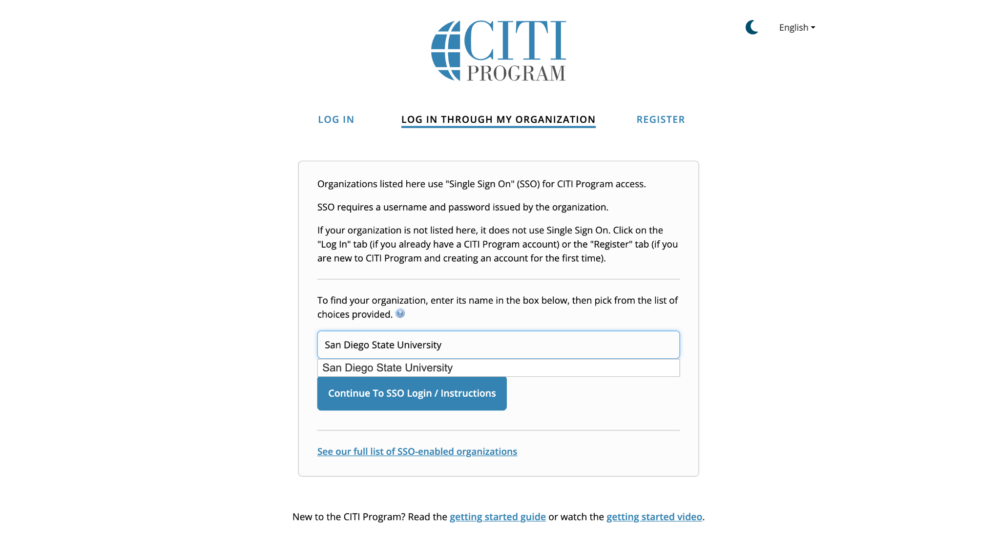 CITI
PROGRAM
English
LOG IN
LOG IN THROUGH MY ORGANIZATION
REGISTER
Organizations listed here use "Single Sign On" (SSO) for CITI Program access.
SSO requires a username and password issued by the organization.
If your organization is not listed here, it does not use Single Sign On. Click on the
"Log In" tab (if you already have a CITI Program account) or the "Register" tab (if you
are new to CITI Program and creating an account for the first time).
To find your organization, enter its name in the box below, then pick from the list of
choices provided. ?
San Diego State University
San Diego State University
Continue To SSO Login / Instructions
See our full list of SSO-enabled organizations
New to the CITI Program? Read the getting started guide or watch the getting started video.